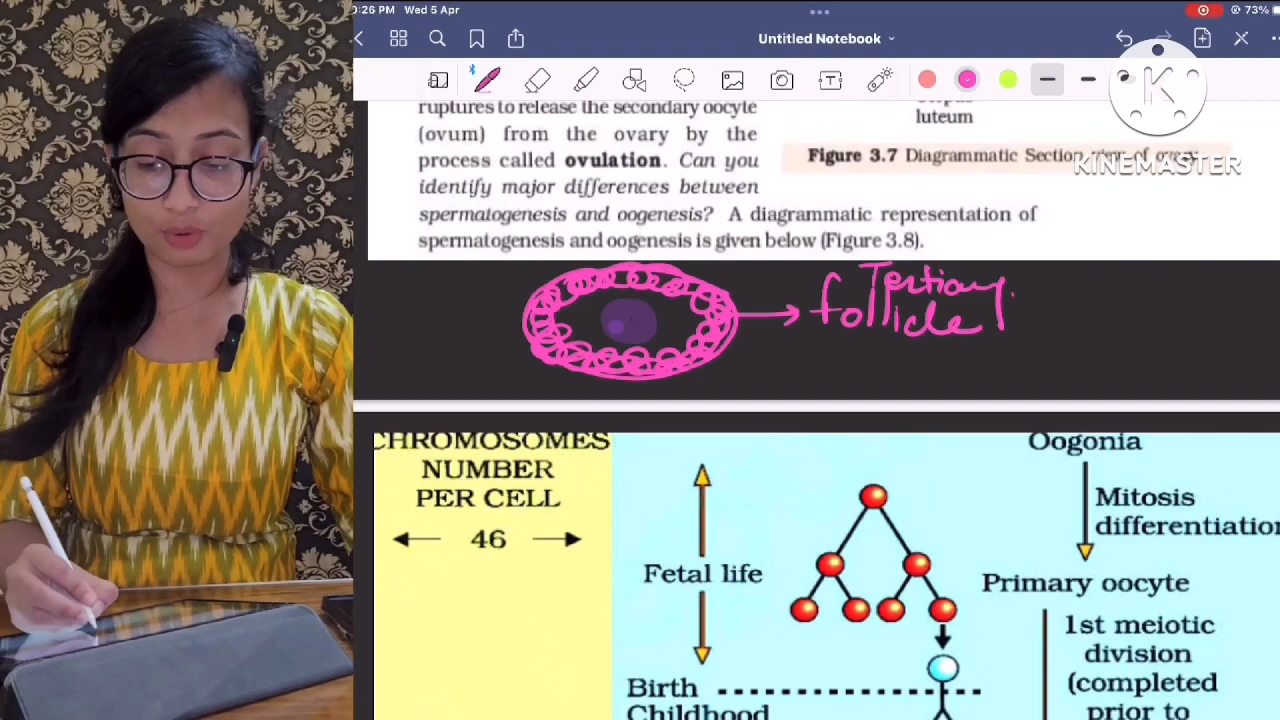 :26 PM Wed 5 Apr
73%
Untitled Notebook
KINEMASTER
ruptures to release the secondary oocyte
(ovum) from the ovary by the
process called ovulation. Can you
identify major differences between
spermatogenesis and oogenesis? A diagrammatic representation of
spermatogenesis and oogenesis is given below (Figure 3.8).
luteum
Figure 3.7 Diagrammatic Section view of
Tertiary
follicle
CHROMOSOMES
NUMBER
PER CELL
46
Fetal life
Birth
Childhood
Oogonia
Mitosis
differentiation
Primary oocyte
1st meiotic
division
(completed
prior to